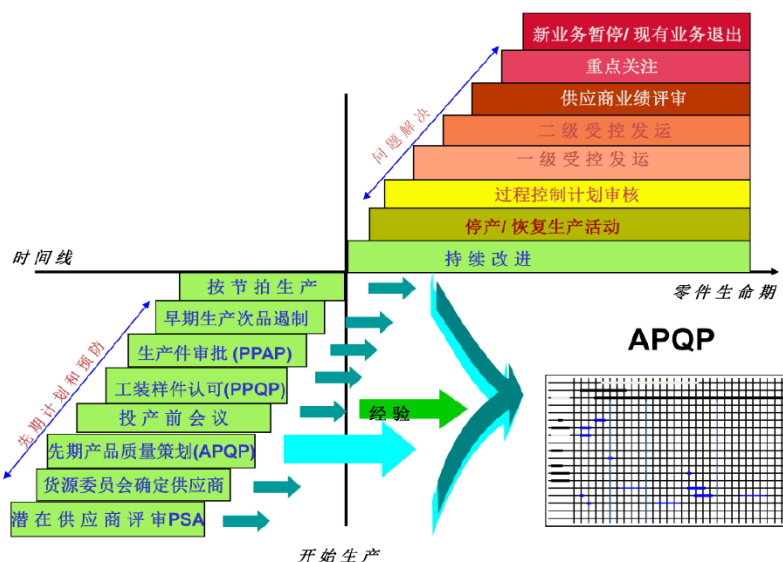 新业务暂停/现有业务退出
重点关注
供应商业绩评审
二级受控发运
一级受控发运
过程控制计划审核
停产/恢复生产活动
持续改进
问题解决
时间线
零件生命期
按节拍生产
早期生产次品遏制
生产件审批(PPAP)
工装样件认可(PPQP)
投产前会议
先期产品质量策划(APQP)
货源委员会确定供应商
潜在供应商评审PSA
先期计划和预防
经验
APQP
开始生产